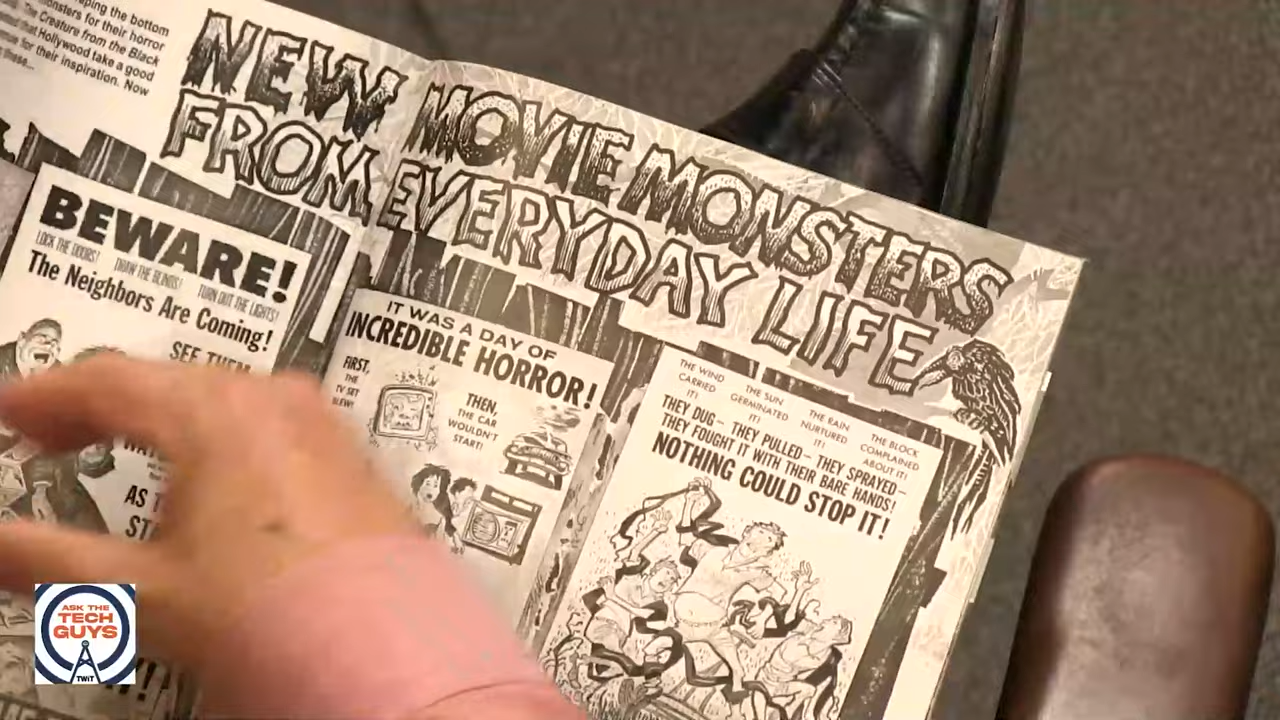 ping the bottom
onsters for their horror
The Creature from the Black
that Hollywood take a good
for their inspiration. Now
these...
NEW MOVIE MONSTERS
FROM EVERYDAY LIFE
BEWARE!
LOCK THE DOORS! DRAW THE BLINDS! TURN OUT THE LIGHTS!
The Neighbors Are Coming!
SEE THEM
AS T
ST
IT WAS A DAY OF
INCREDIBLE HORROR!
FIRST,
THE
TV SET
BLEW!
THEN,
THE CAR
WOULDN'T
START!
THE WIND
CARRIED
IT!
THE SUN
GERMINATED
IT!
THE RAIN
NURTURED
IT!
THE BLOCK
COMPLAINED
ABOUT IT!
THEY DUG— THEY PULLED— THEY SPRAYED—
THEY FOUGHT IT WITH THEIR BARE HANDS!
NOTHING COULD STOP IT!
ASK THE
TECH
GUYS
TWiT